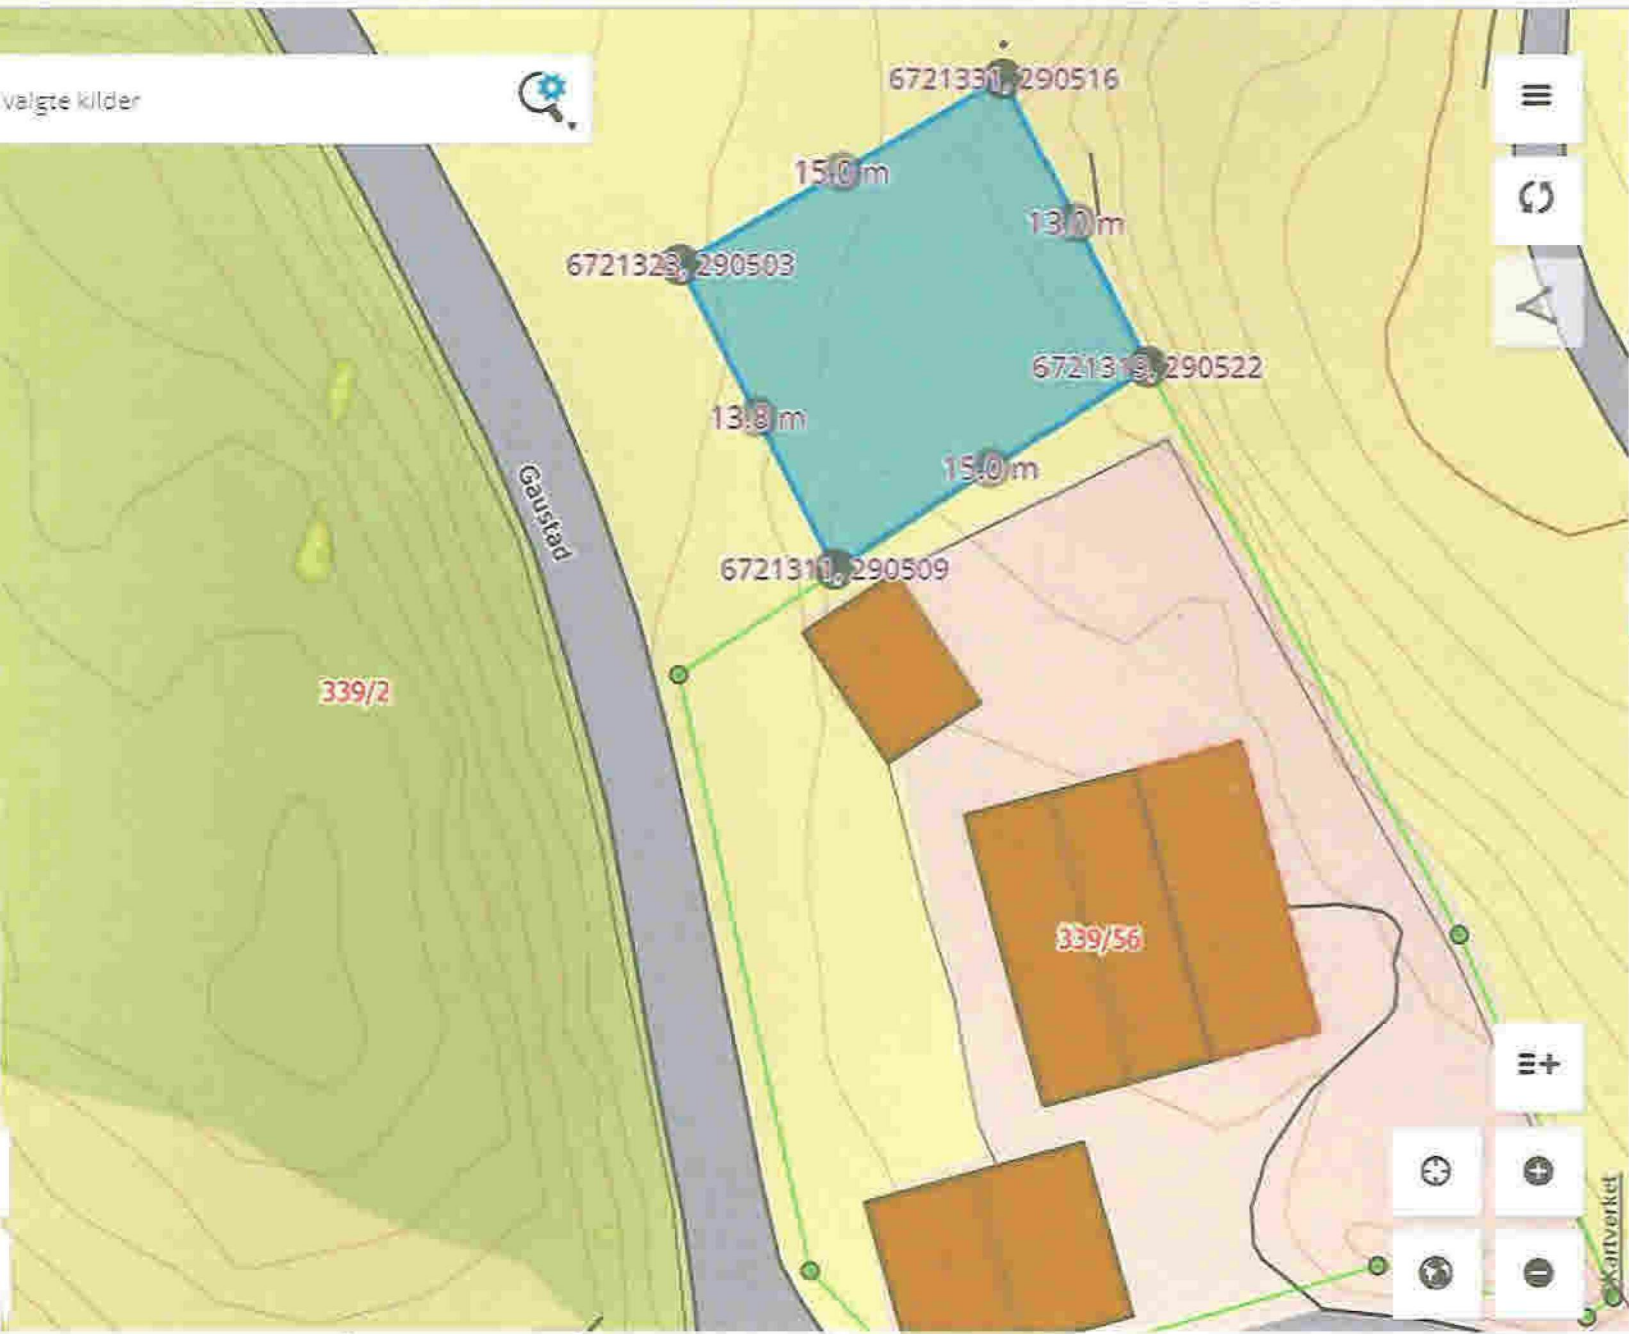 valgte kilder
6721331, 290516
15.0 m
13.0 m
6721323, 290503
6721319, 290522
13.8 m
15.0 m
Gaustad
6721311, 290509
339/2
339/56
©Kartverket